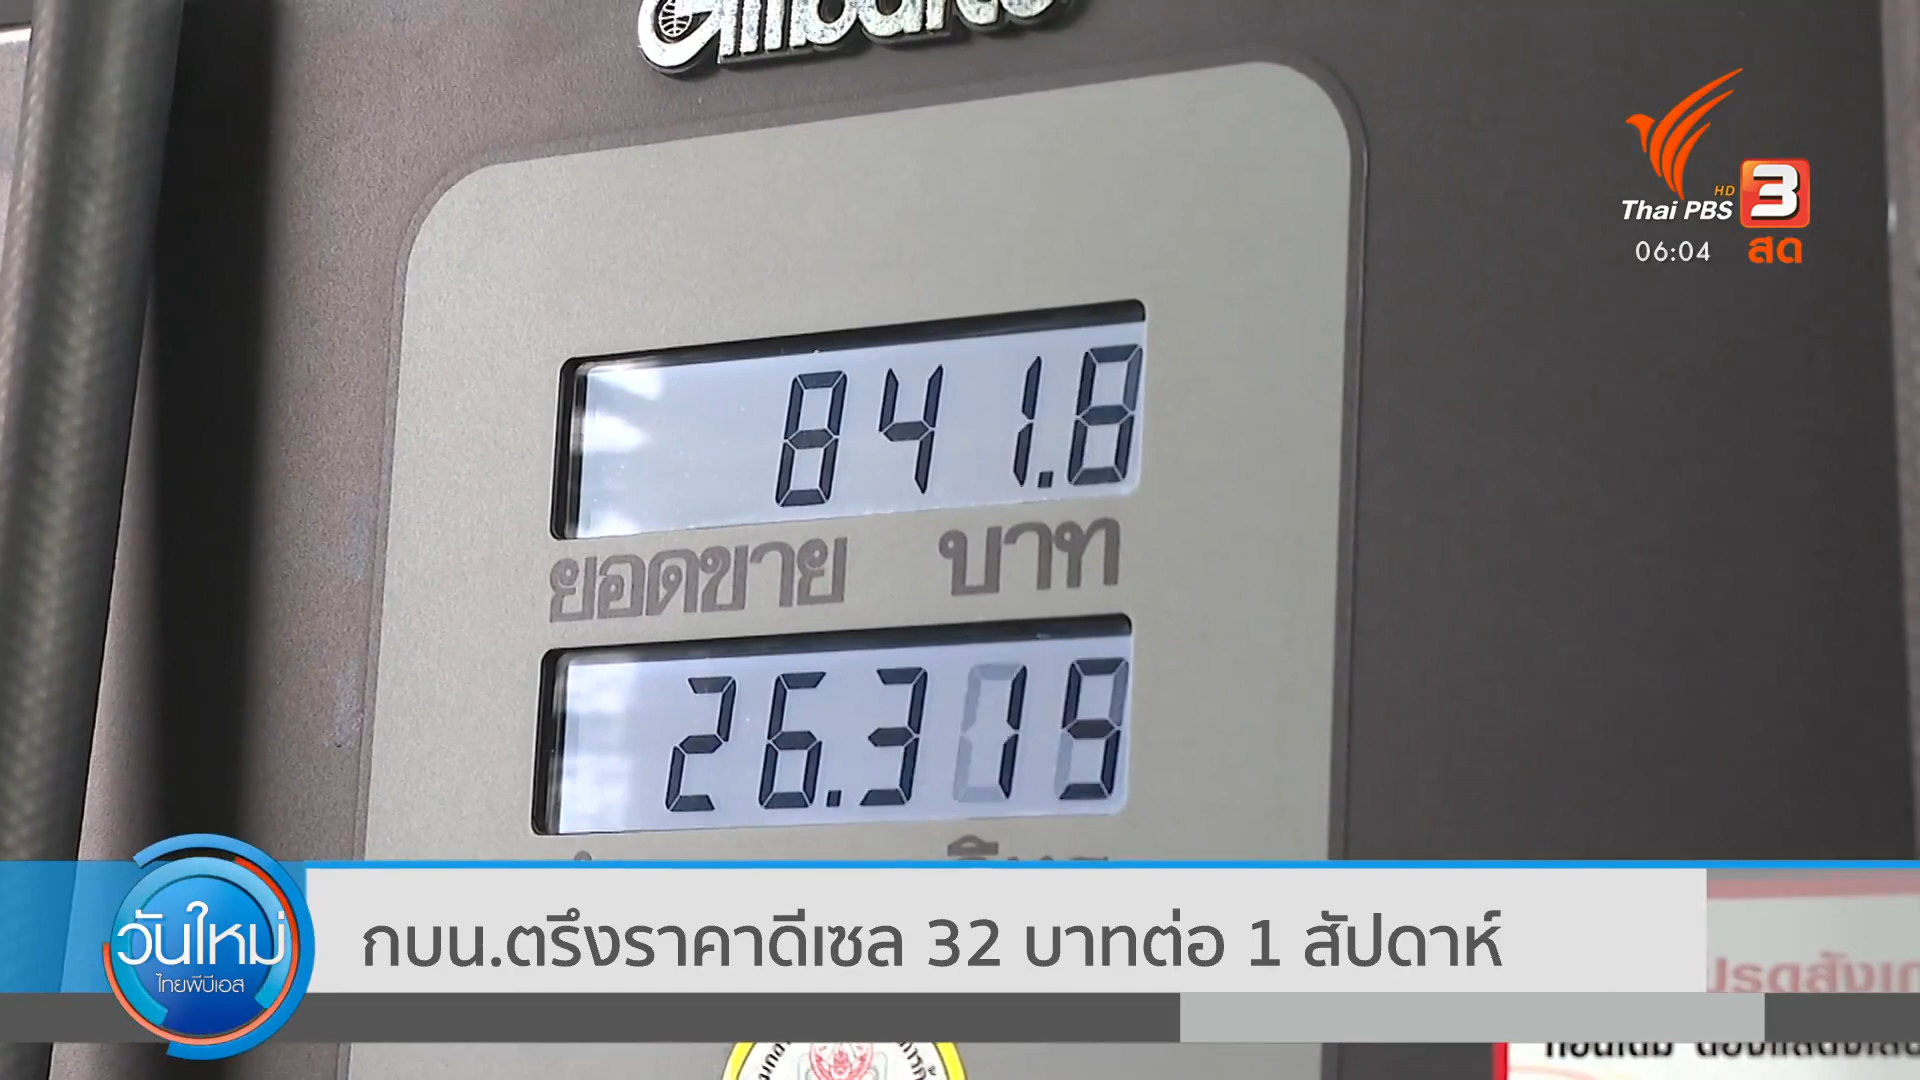 Gilbarco
Thai PBS HD 3
06:04 สด
841.8
ยอดขาย บาท
26.319
วันใหม่
ไทยพีบีเอส
กบน.ตรึงราคาดีเซล 32 บาทต่อ 1 สัปดาห์